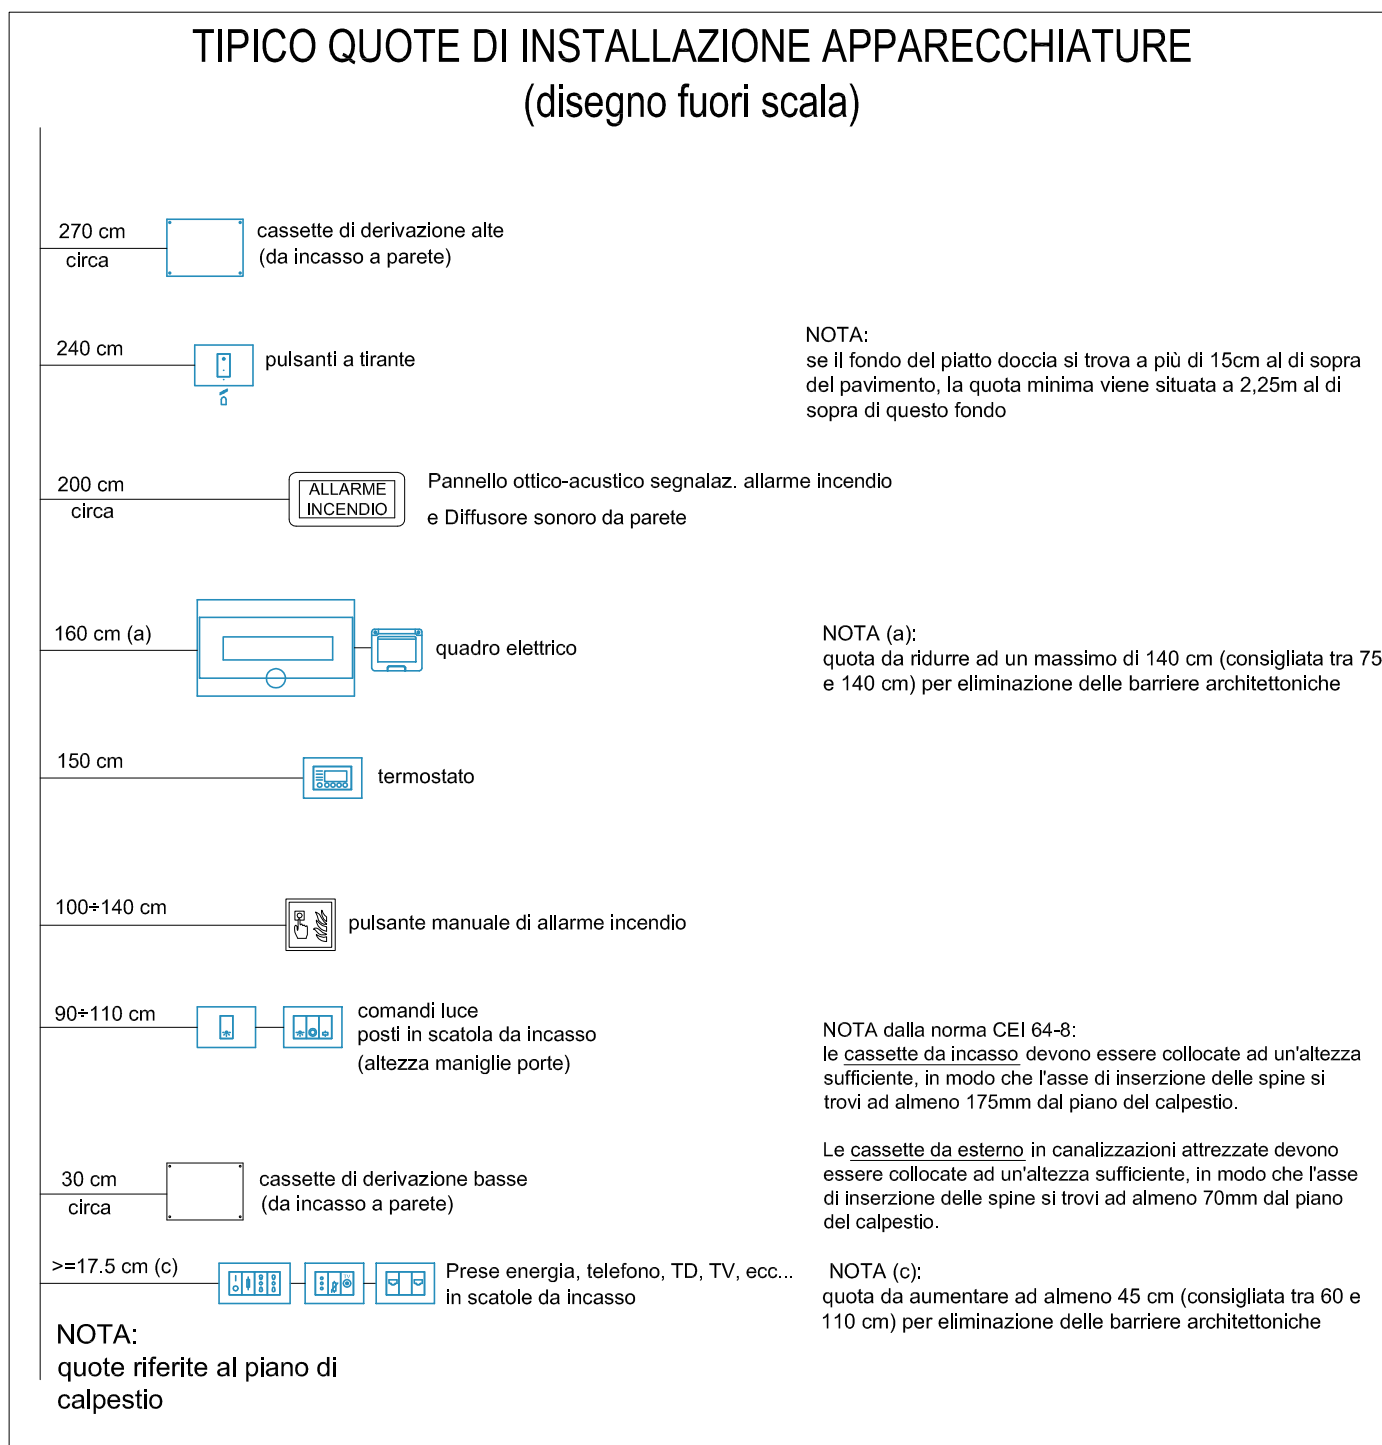 TIPICO QUOTE DI INSTALLAZIONE APPARECCHIATURE
(disegno fuori scala)
270 cm
circa
cassette di derivazione alte
(da incasso a parete)
240 cm
pulsanti a tirante
NOTA:
se il fondo del piatto doccia si trova a più di 15cm al di sopra
del pavimento, la quota minima viene situata a 2,25m al di
sopra di questo fondo
200 cm
circa
ALLARME
INCENDIO
Pannello ottico-acustico segnalaz. allarme incendio
e Diffusore sonoro da parete
160 cm (a)
quadro elettrico
NOTA (a):
quota da ridurre ad un massimo di 140 cm (consigliata tra 75
e 140 cm) per eliminazione delle barriere architettoniche
150 cm
termostato
100÷140 cm
pulsante manuale di allarme incendio
90÷110 cm
comandi luce
posti in scatola da incasso
(altezza maniglie porte)
NOTA dalla norma CEI 64-8:
le cassette da incasso devono essere collocate ad un'altezza
sufficiente, in modo che l'asse di inserzione delle spine si
trovi ad almeno 175mm dal piano del calpestio.
Le cassette da esterno in canalizzazioni attrezzate devono
essere collocate ad un'altezza sufficiente, in modo che l'asse
di inserzione delle spine si trovi ad almeno 70mm dal piano
del calpestio.
30 cm
circa
cassette di derivazione basse
(da incasso a parete)
>=17.5 cm (c)
TV
Prese energia, telefono, TD, TV, ecc...
in scatole da incasso
NOTA (c):
quota da aumentare ad almeno 45 cm (consigliata tra 60 e
110 cm) per eliminazione delle barriere architettoniche
NOTA:
quote riferite al piano di
calpestio